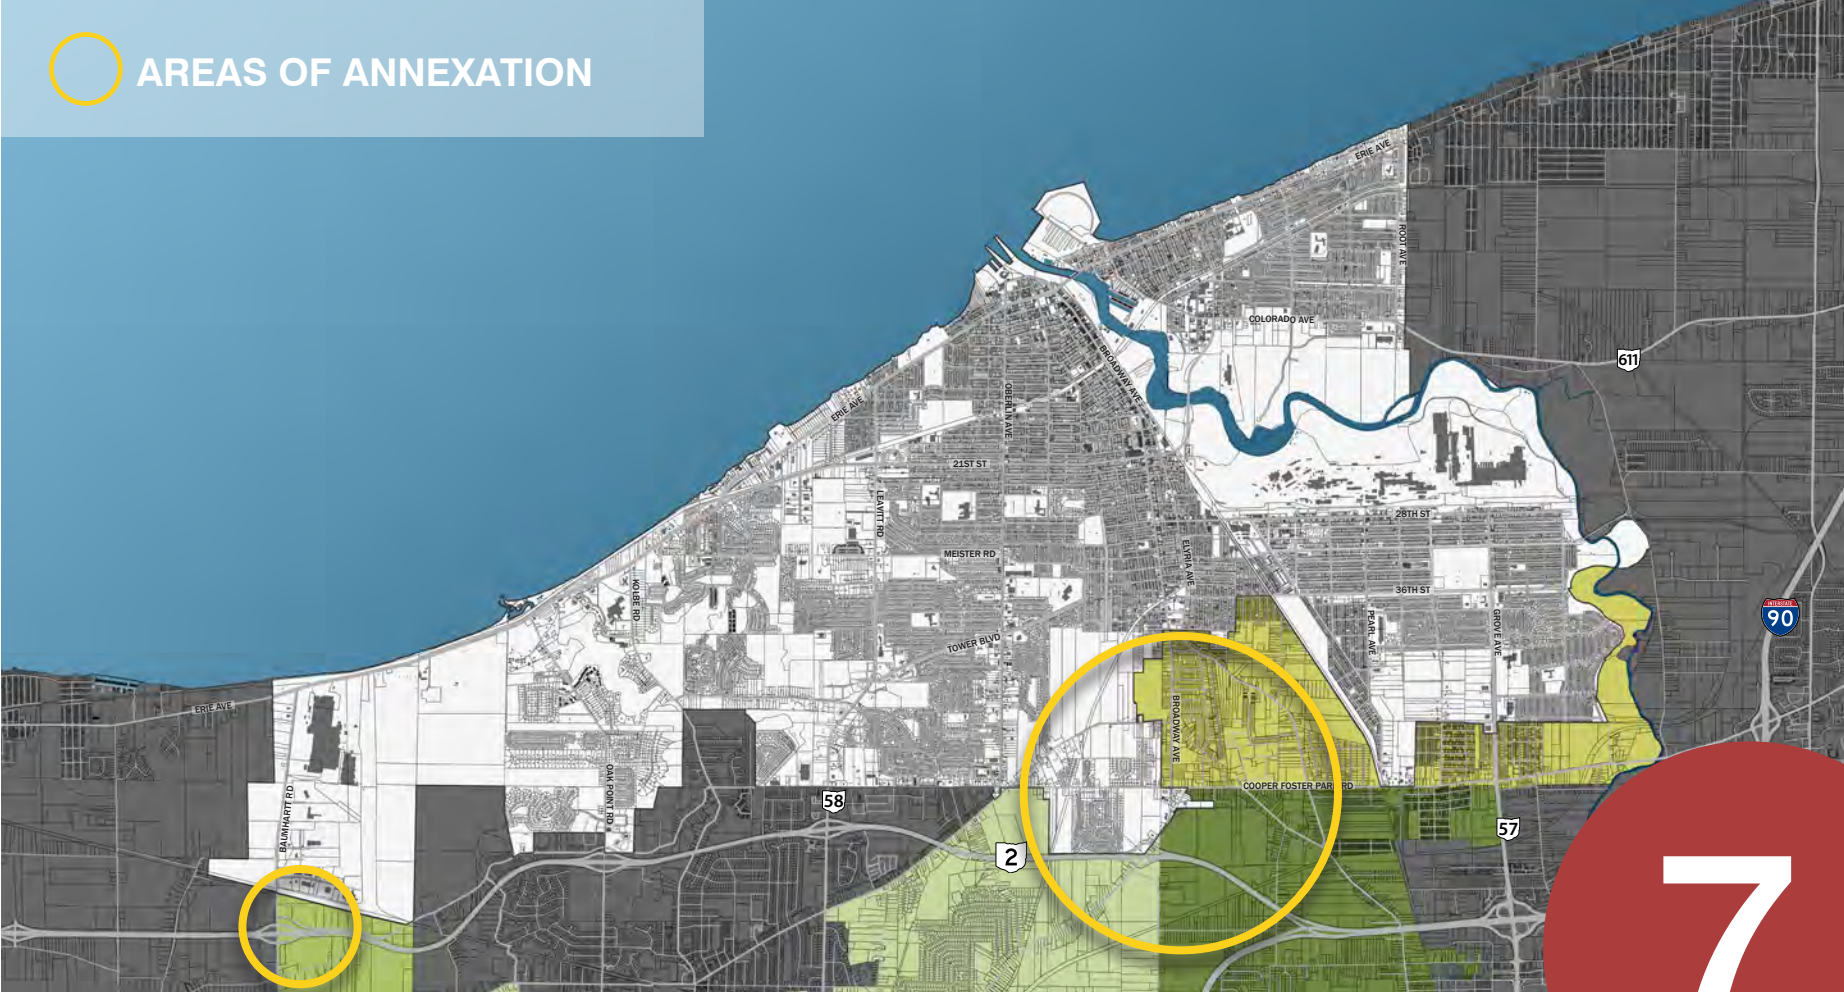 AREAS OF ANNEXATION
ERIE AVE
ROOT AVE
COLORADO AVE
611
BROADWAY AVE
OBERLIN AVE
ERIE AVE
21ST ST
LEAVITT RD
28TH ST
MEISTER RD
ELYRIA AVE
KOLBE RD
36TH ST
INTERSTATE
90
PEARL AVE
GROVE AVE
TOWER BLVD
ERIE AVE
BROADWAY AVE
OAK POINT RD
COOPER FOSTER PARK RD
BAUMHARTT RD
58
57
2
7